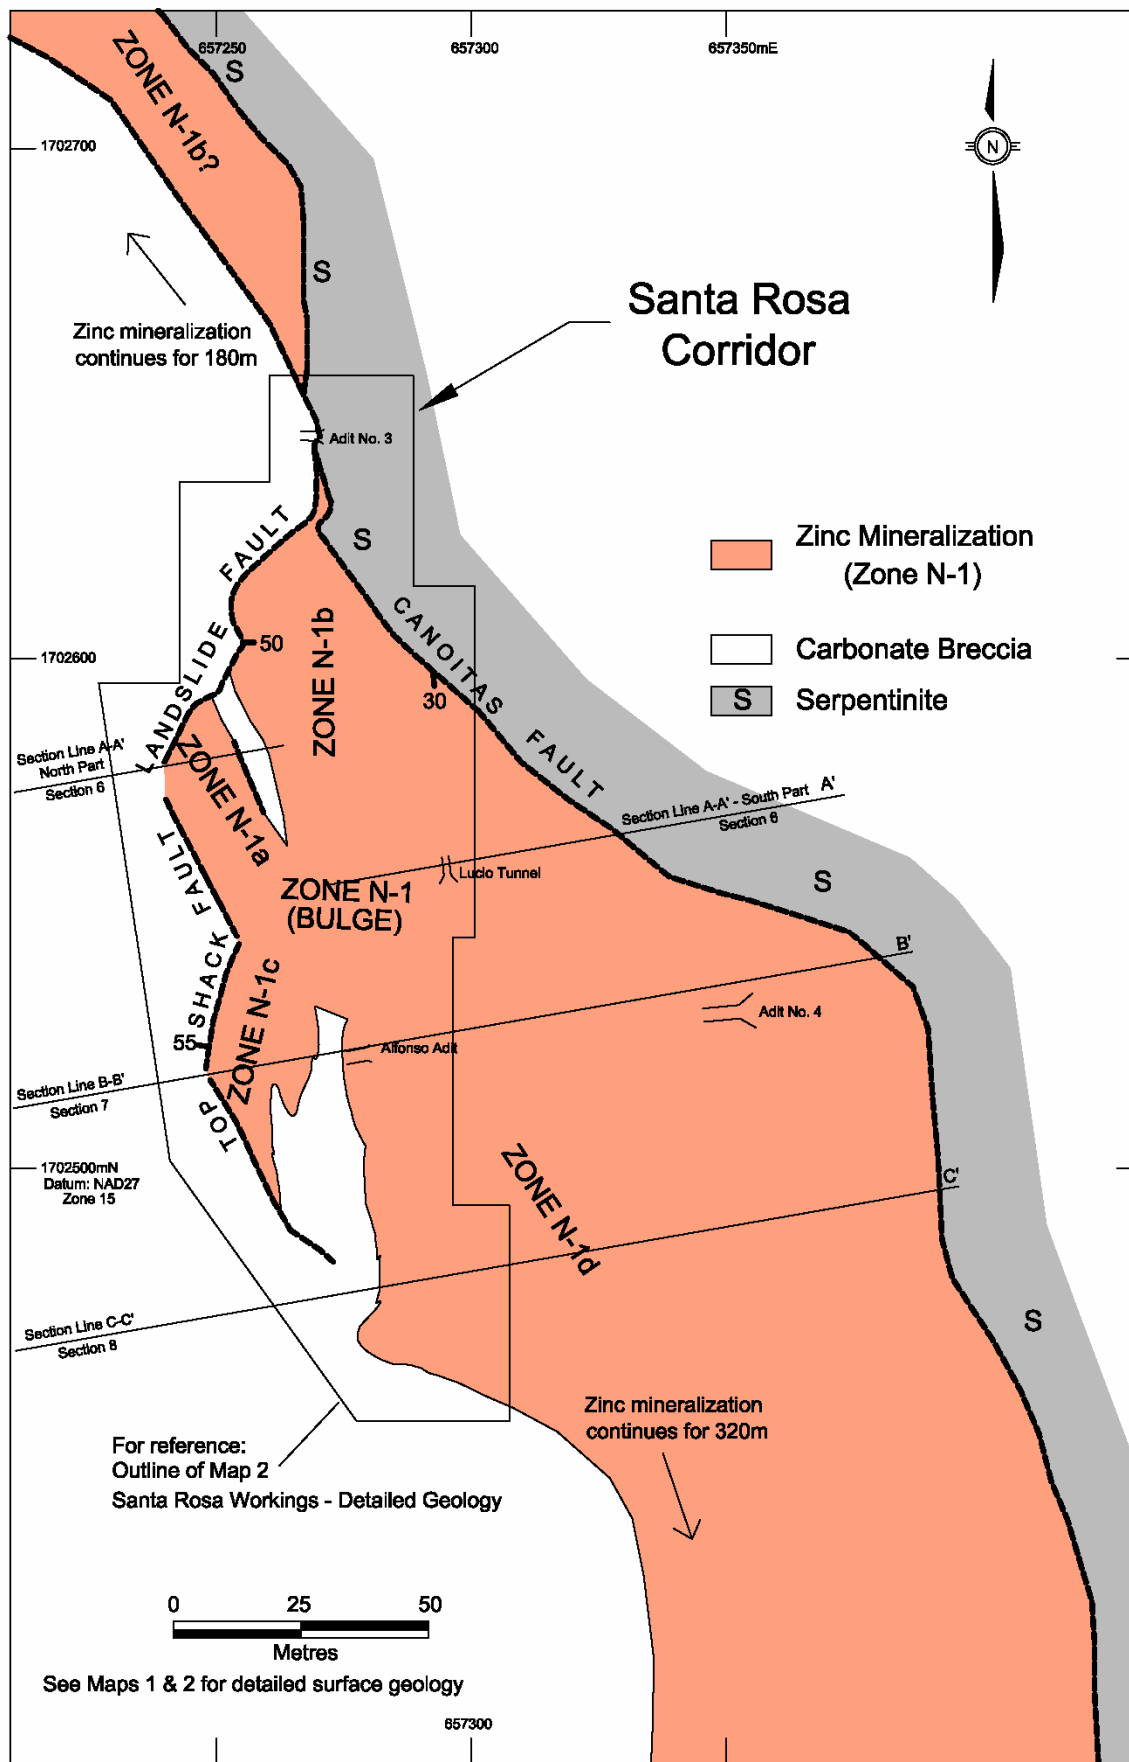 657250
657300
657350mE
ZONE N-1b?
S
1702700
N
S
Santa Rosa
Corridor
Zinc mineralization
continues for 180m
Adit No. 3
LANDSLIDE FAULT
S
Zinc Mineralization
(Zone N-1)
Carbonate Breccia
S Serpentinite
CANOITAS FAULT
50
ZONE N-1b
1702600
30
Section Line A-A'
North Part
Section 6
ZONE N-1a
Section Line A-A' - South Part A'
Section 6
Lucio Tunnel
TOP SHACK FAULT
ZONE N-1
(BULGE)
S
B'
ZONE N-1c
Adit No. 4
55
Alfonso Adit
Section Line B-B'
Section 7
1702500mN
Datum: NAD27
Zone 15
ZONE N-1d
C'
Section Line C-C'
Section 8
S
Zinc mineralization
continues for 320m
For reference:
Outline of Map 2
Santa Rosa Workings - Detailed Geology
0 25 50
Metres
See Maps 1 & 2 for detailed surface geology
657300